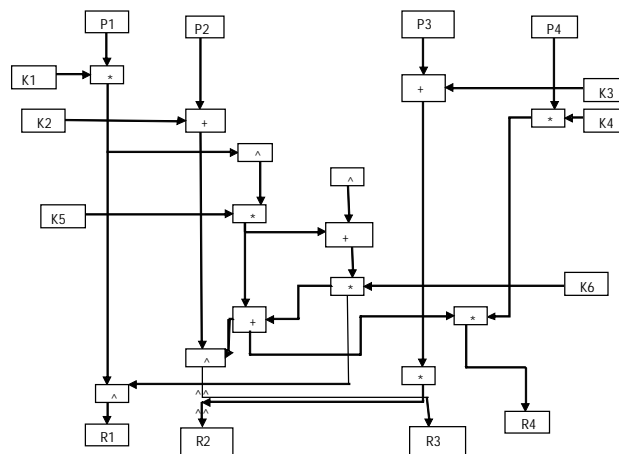 P1 P2 P3 P4
K1 * + K3
K2 + * K4
^ ^
K5 * +
* K6
+ *
^ *
^ ^^
^^
R1 R2 R3 R4